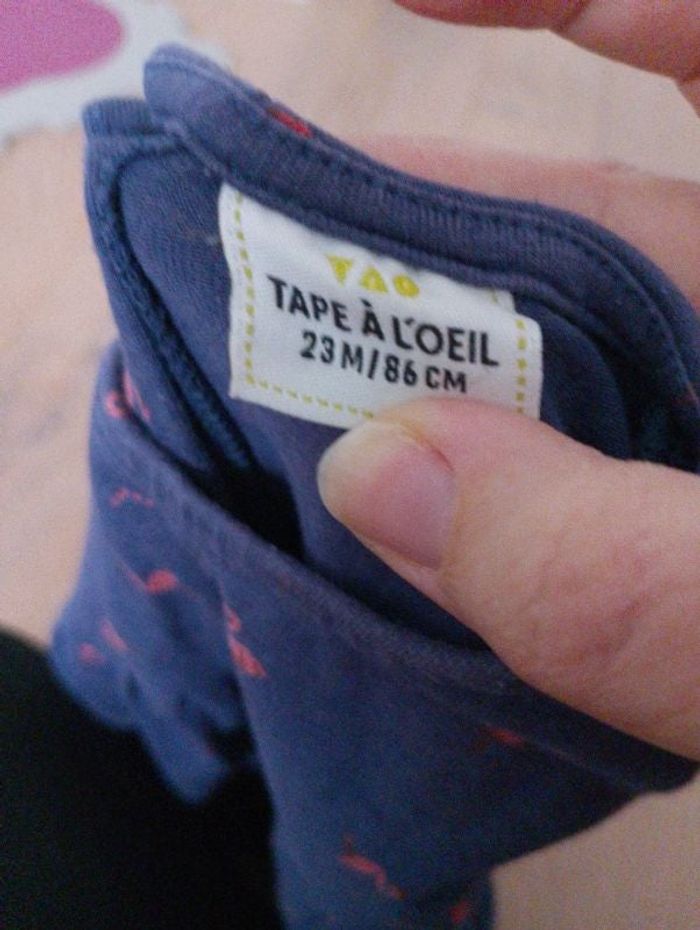 TAO
TAPE À L'OEIL
23 M/86 CM